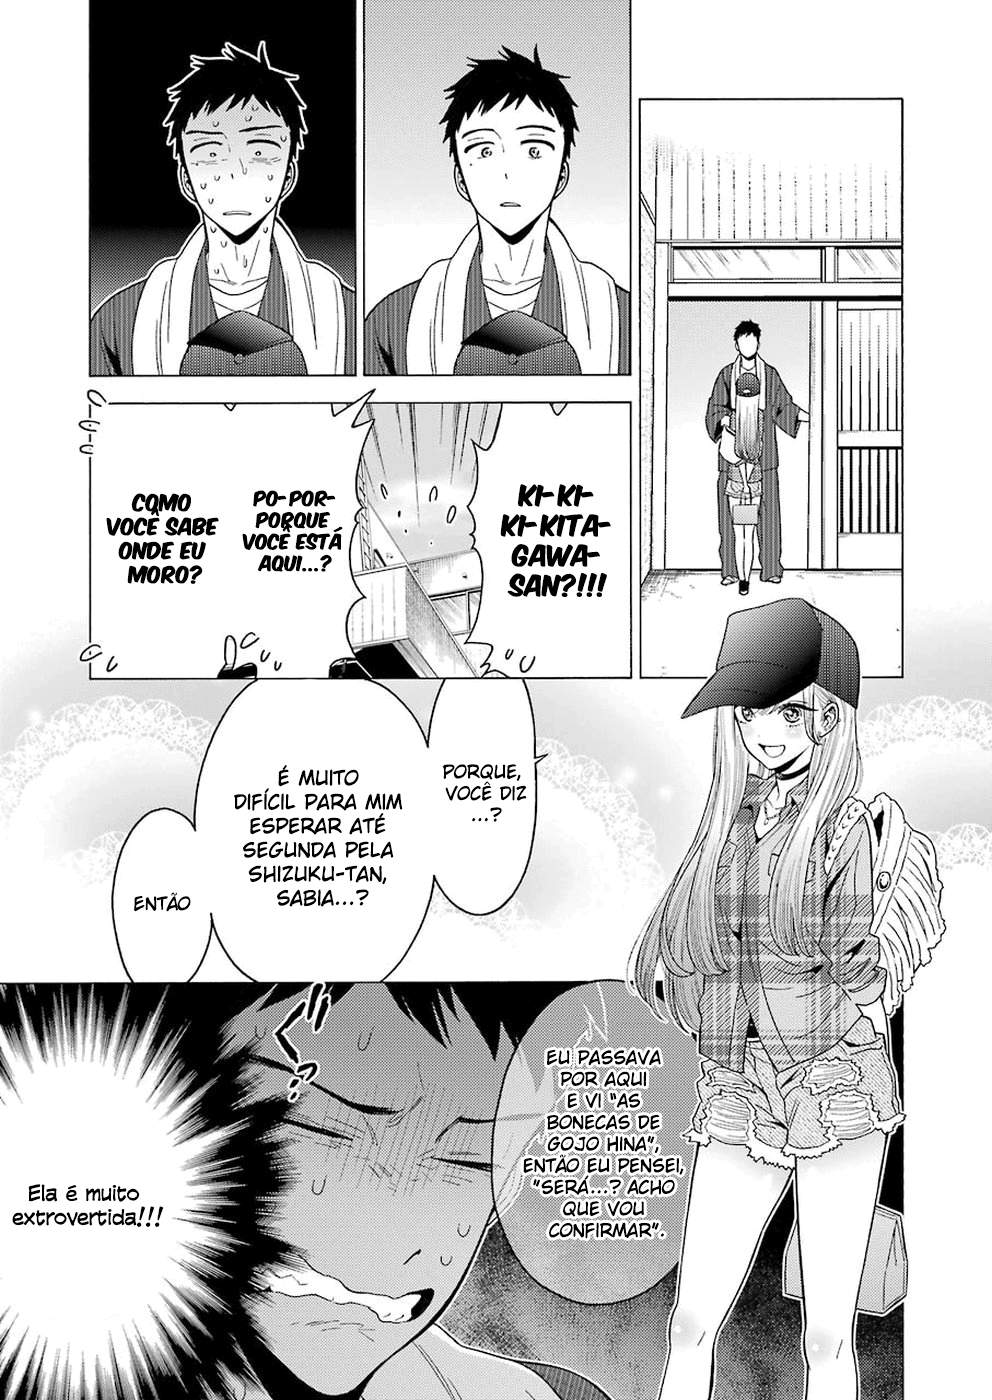 KI-KI-
KI-KITA-
GAWA-
SAN?!!!
PO-POR-
PORQUE
VOCÊ ESTÁ
AQUI...?
COMO
VOCÊ SABE
ONDE EU
MORO?
PORQUE,
VOCÊ DIZ
...?
É MUITO
DIFÍCIL PARA MIM
ESPERAR ATÉ
SEGUNDA PELA
SHIZUKU-TAN,
SABIA...?
ENTÃO
EU PASSAVA
POR AQUI
E VI "AS
BONECAS DE
GOJO HINA",
ENTÃO EU PENSEI,
"SERÁ...? ACHO
QUE VOU
CONFIRMAR".
Ela é muito
extrovertida!!!